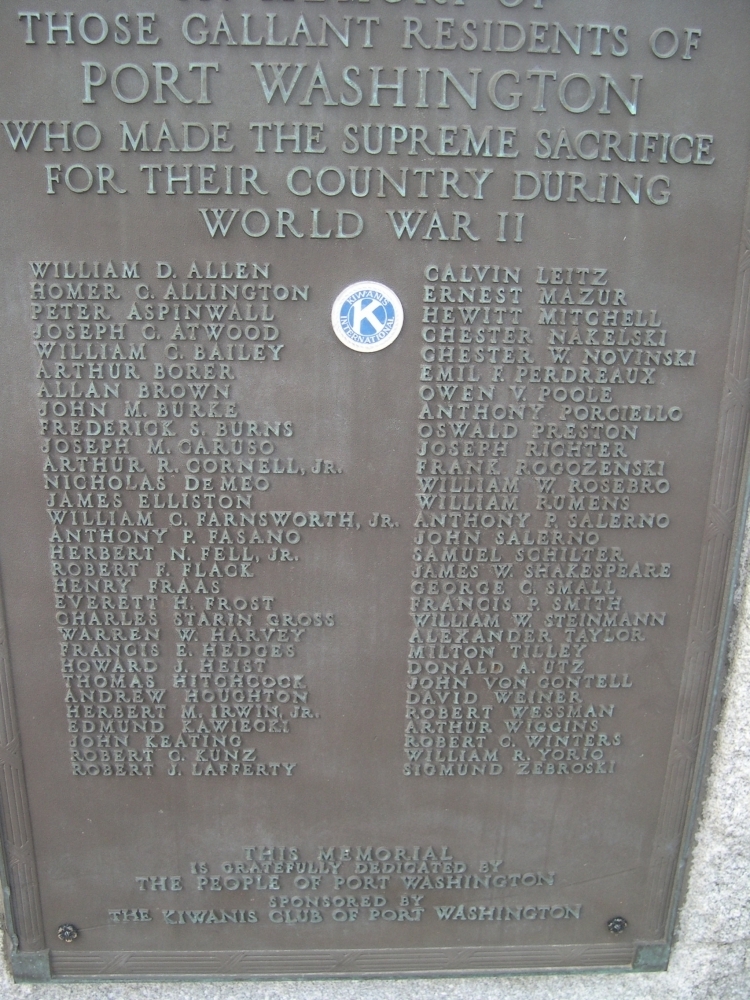 IN MEMORY OF
THOSE GALLANT RESIDENTS OF
PORT WASHINGTON
WHO MADE THE SUPREME SACRIFICE
FOR THEIR COUNTRY DURING
WORLD WAR II
WILLIAM D. ALLEN
HOMER C. ALLINGTON
PETER ASPINWALL
JOSEPH C. ATWOOD
WILLIAM C. BAILEY
ARTHUR BORER
ALLAN BROWN
JOHN M. BURKE
FREDERICK S. BURNS
JOSEPH M. CARUSO
ARTHUR R. CORNELL, JR.
NICHOLAS DEMEO
JAMES ELLISTON
WILLIAM C. FARNSWORTH, JR.
ANTHONY P. FASANO
HERBERT N. FELL, JR.
ROBERT F. FLACK
HENRY FRAAS
EVERETT H. FROST
CHARLES STARIN GROSS
WARREN W. HARVEY
FRANCIS E. HEDGES
HOWARD J. HEIST
THOMAS HITCHCOCK
ANDREW HOUGHTON
HERBERT M. IRWIN, JR.
EDMUND KAWIECKI
JOHN KEATING
ROBERT C. KUNZ
ROBERT J. LAFFERTY
KIWANIS
K
INTERNATIONAL
CALVIN LEITZ
ERNEST MAZUR
HEWITT MITCHELL
CHESTER NAKELSKI
CHESTER W. NOVINSKI
EMIL F. PERDREAUX
OWEN V. POOLE
ANTHONY PORCIELLO
OSWALD PRESTON
JOSEPH RICHTER
FRANK ROGOZENSKI
WILLIAM W. ROSEBRO
WILLIAM RUMENS
ANTHONY P. SALERNO
JOHN SALERNO
SAMUEL SCHILTER
JAMES W. SHAKESPEARE
GEORGE C. SMALL
FRANCIS P. SMITH
WILLIAM W. STEINMANN
ALEXANDER TAYLOR
MILTON TILLEY
DONALD A. UTZ
JOHN VON GONTELL
DAVID WEINER
ROBERT WESSMAN
ARTHUR WIGGINS
ROBERT C. WINTERS
WILLIAM R. YORIO
SIGMUND ZEBROSKI
THIS MEMORIAL
IS GRATEFULLY DEDICATED BY
THE PEOPLE OF PORT WASHINGTON
SPONSORED BY
THE KIWANIS CLUB OF PORT WASHINGTON